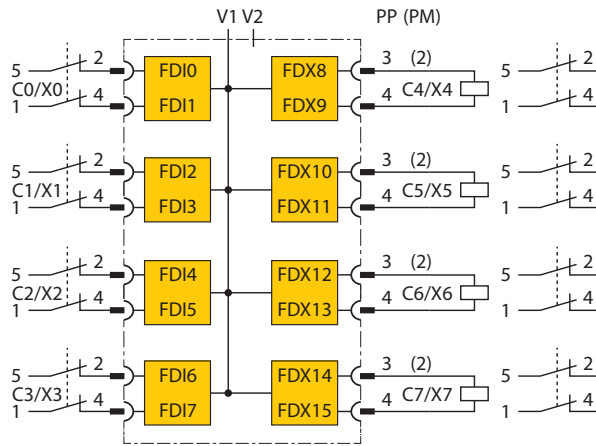 V1 V2 PP (PM)
5 2 FDI0 FDX8 3 (2) 5 2
C0/X0 C4/X4
1 4 FDI1 FDX9 4 1 4
5 2 FDI2 FDX10 3 (2) 5 2
C1/X1 C5/X5
1 4 FDI3 FDX11 4 1 4
5 2 FDI4 FDX12 3 (2) 5 2
C2/X2 C6/X6
1 4 FDI5 FDX13 4 1 4
5 2 FDI6 FDX14 3 (2) 5 2
C3/X3 C7/X7
1 4 FDI7 FDX15 4 1 4